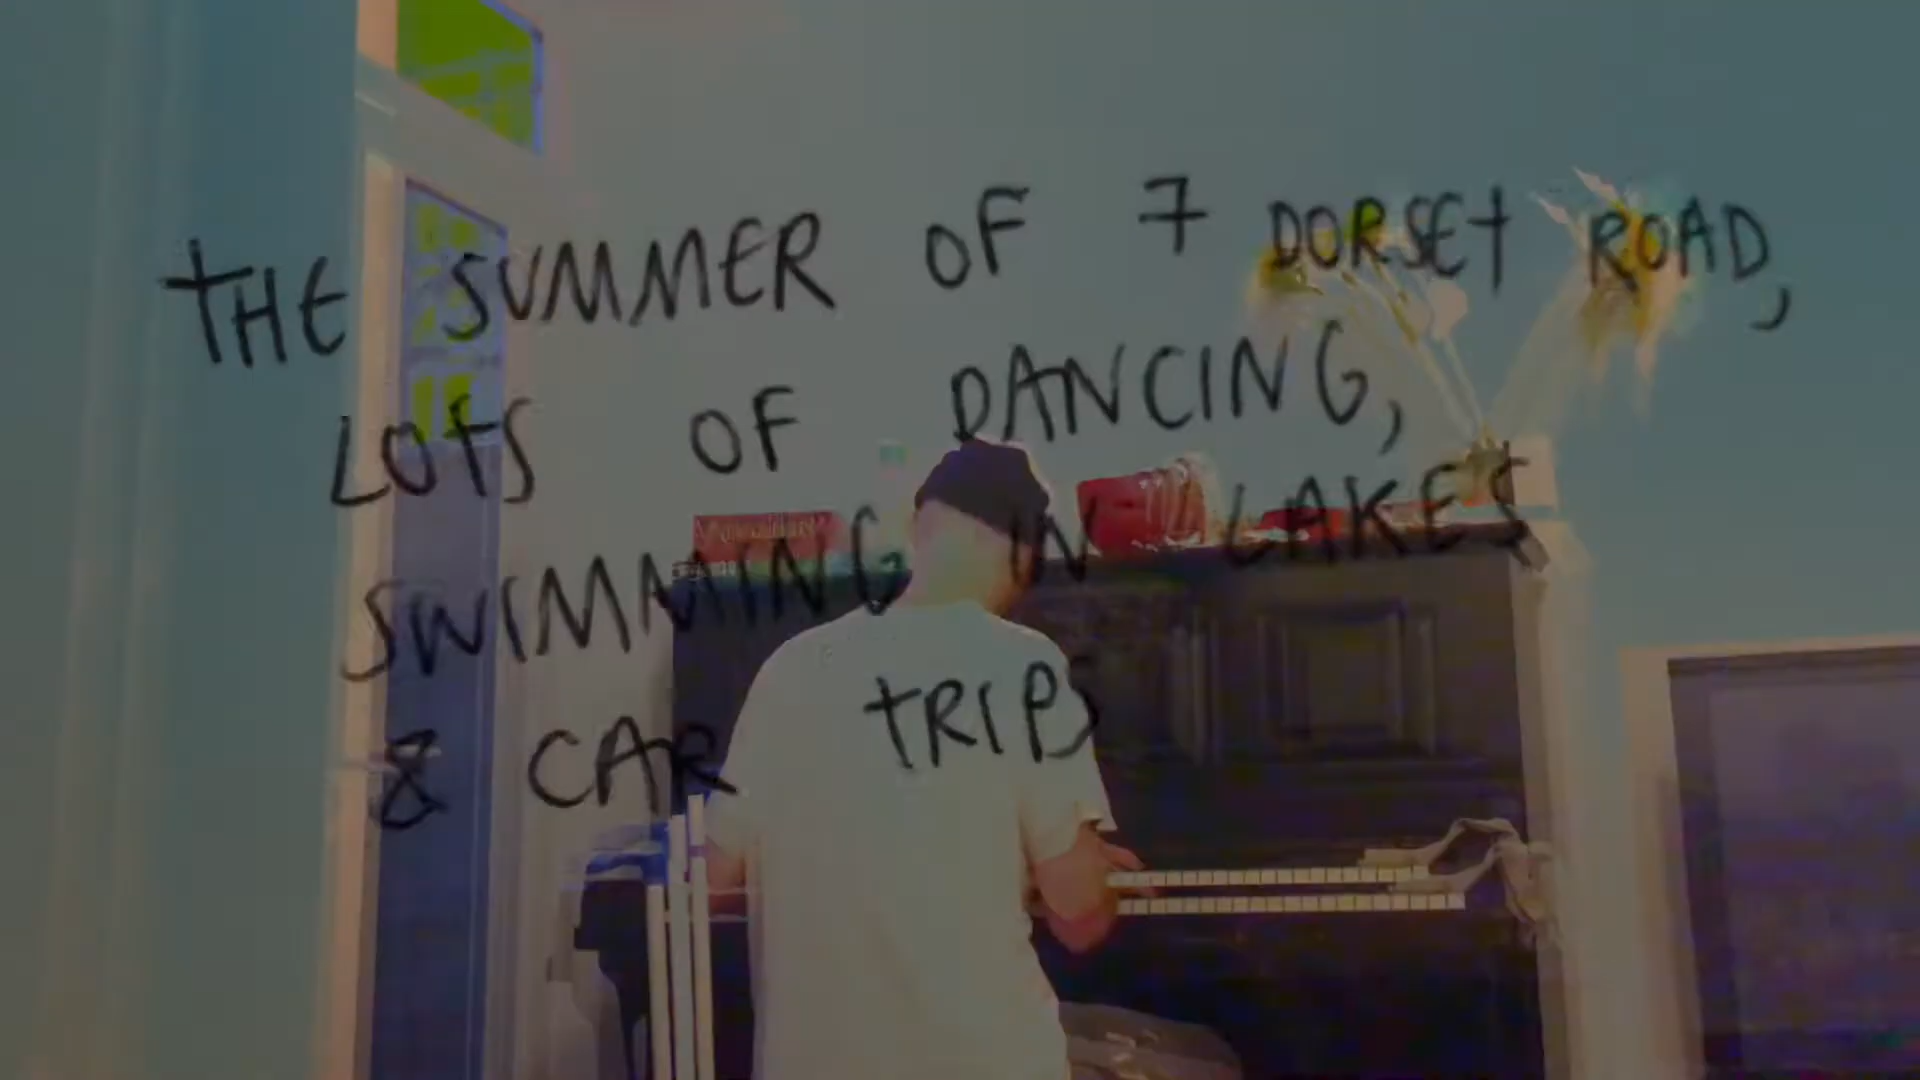 THE SUMMER OF 7 DORSET ROAD,
LOTS OF DANCING,
SWIMMING IN LAKES
& CAR TRIPS